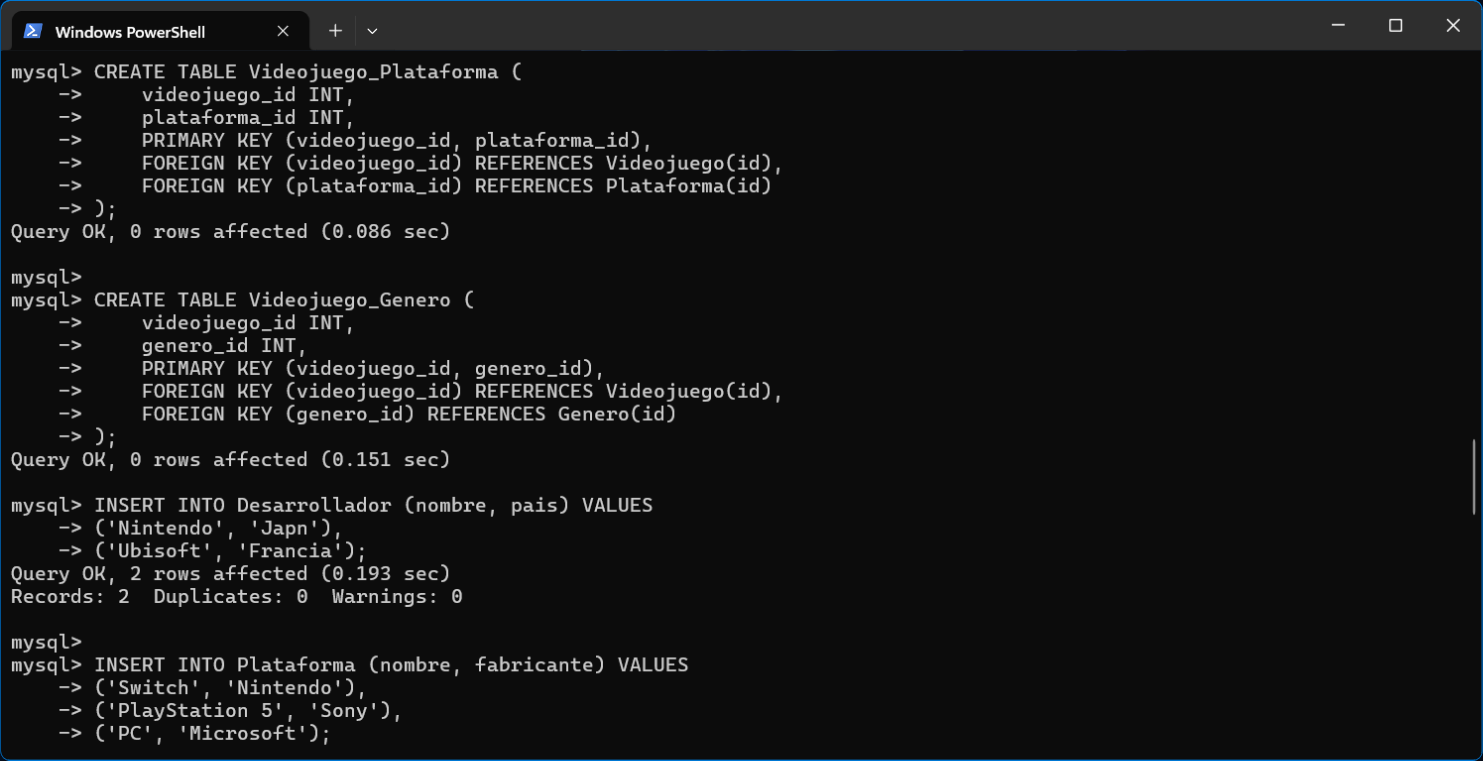 Windows PowerShell
mysql> CREATE TABLE Videojuego_Plataforma (
    ->     videojuego_id INT,
    ->     plataforma_id INT,
    ->     PRIMARY KEY (videojuego_id, plataforma_id),
    ->     FOREIGN KEY (videojuego_id) REFERENCES Videojuego(id),
    ->     FOREIGN KEY (plataforma_id) REFERENCES Plataforma(id)
    -> );
Query OK, 0 rows affected (0.086 sec)

mysql>
mysql> CREATE TABLE Videojuego_Genero (
    ->     videojuego_id INT,
    ->     genero_id INT,
    ->     PRIMARY KEY (videojuego_id, genero_id),
    ->     FOREIGN KEY (videojuego_id) REFERENCES Videojuego(id),
    ->     FOREIGN KEY (genero_id) REFERENCES Genero(id)
    -> );
Query OK, 0 rows affected (0.151 sec)

mysql> INSERT INTO Desarrollador (nombre, pais) VALUES
    -> ('Nintendo', 'Japn'),
    -> ('Ubisoft', 'Francia');
Query OK, 2 rows affected (0.193 sec)
Records: 2  Duplicates: 0  Warnings: 0

mysql>
mysql> INSERT INTO Plataforma (nombre, fabricante) VALUES
    -> ('Switch', 'Nintendo'),
    -> ('PlayStation 5', 'Sony'),
    -> ('PC', 'Microsoft');